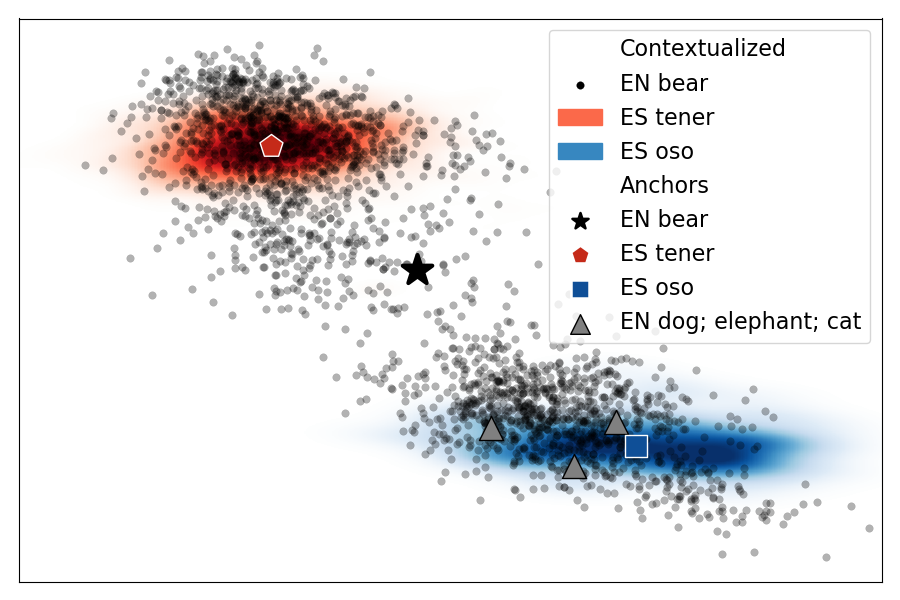 Contextualized
EN bear
ES tener
ES oso
Anchors
EN bear
ES tener
ES oso
EN dog; elephant; cat